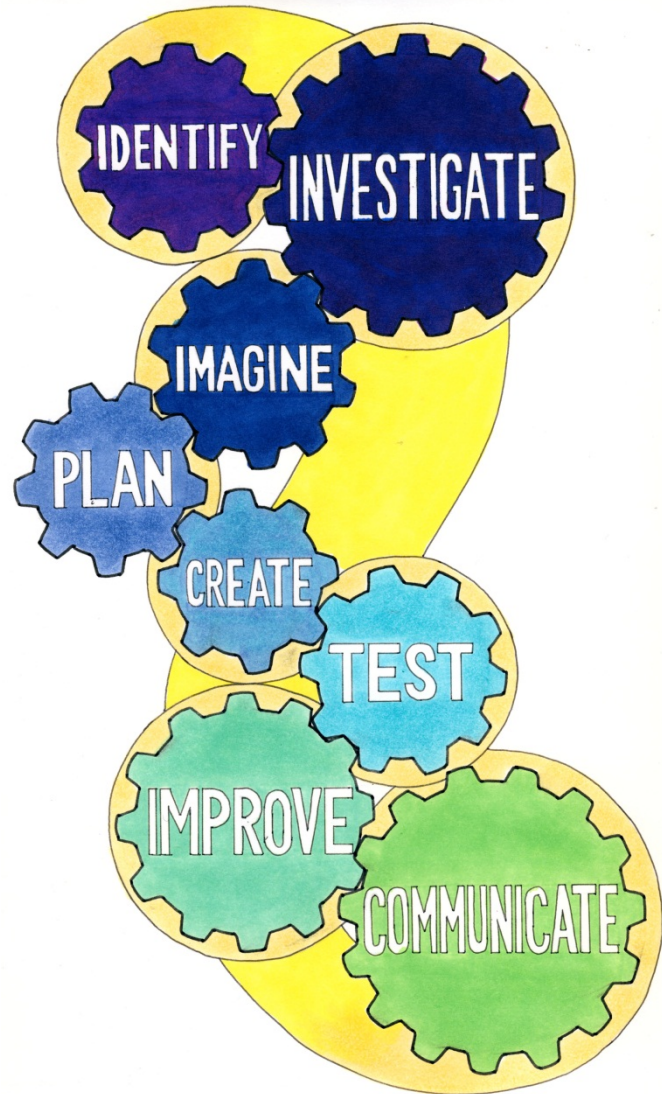 IDENTIFY
INVESTIGATE
IMAGINE
PLAN
CREATE
TEST
IMPROVE
COMMUNICATE